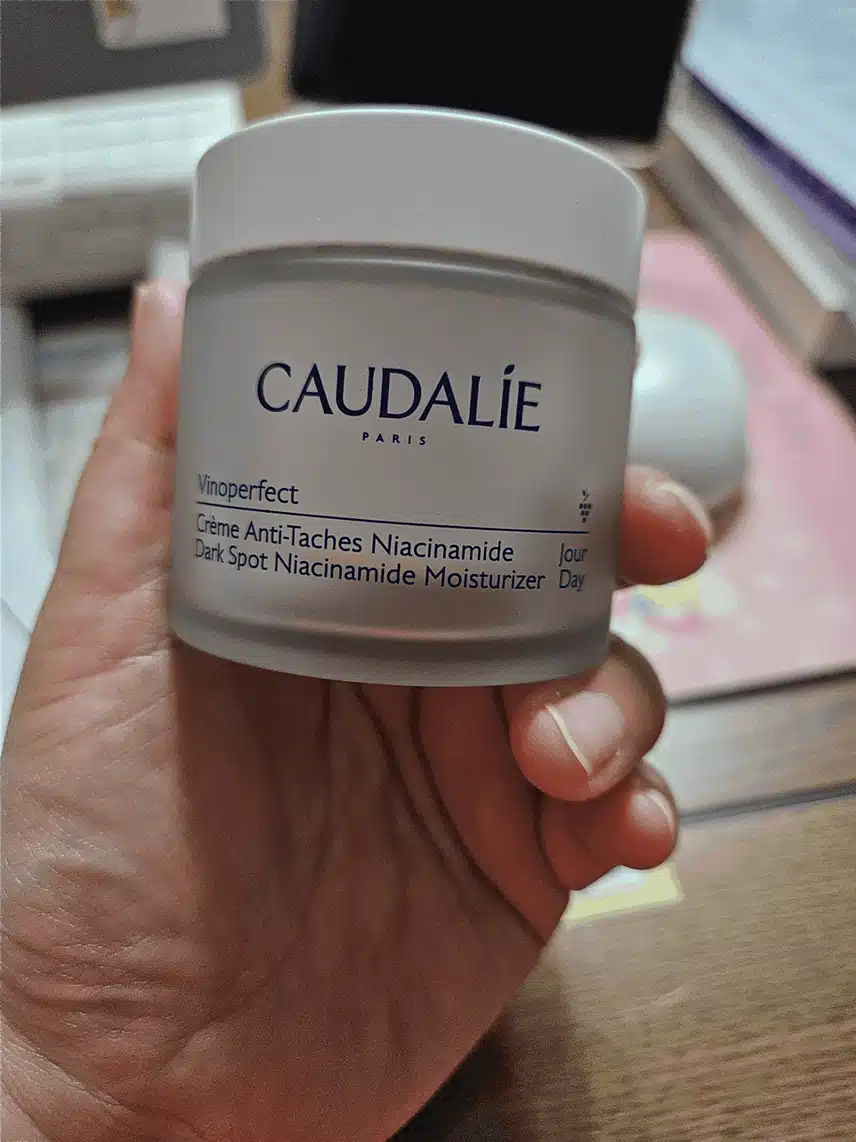 CAUDALÍE
PARIS
Vinoperfect
Crème Anti-Taches Niacinamide Jour
Dark Spot Niacinamide Moisturizer Day